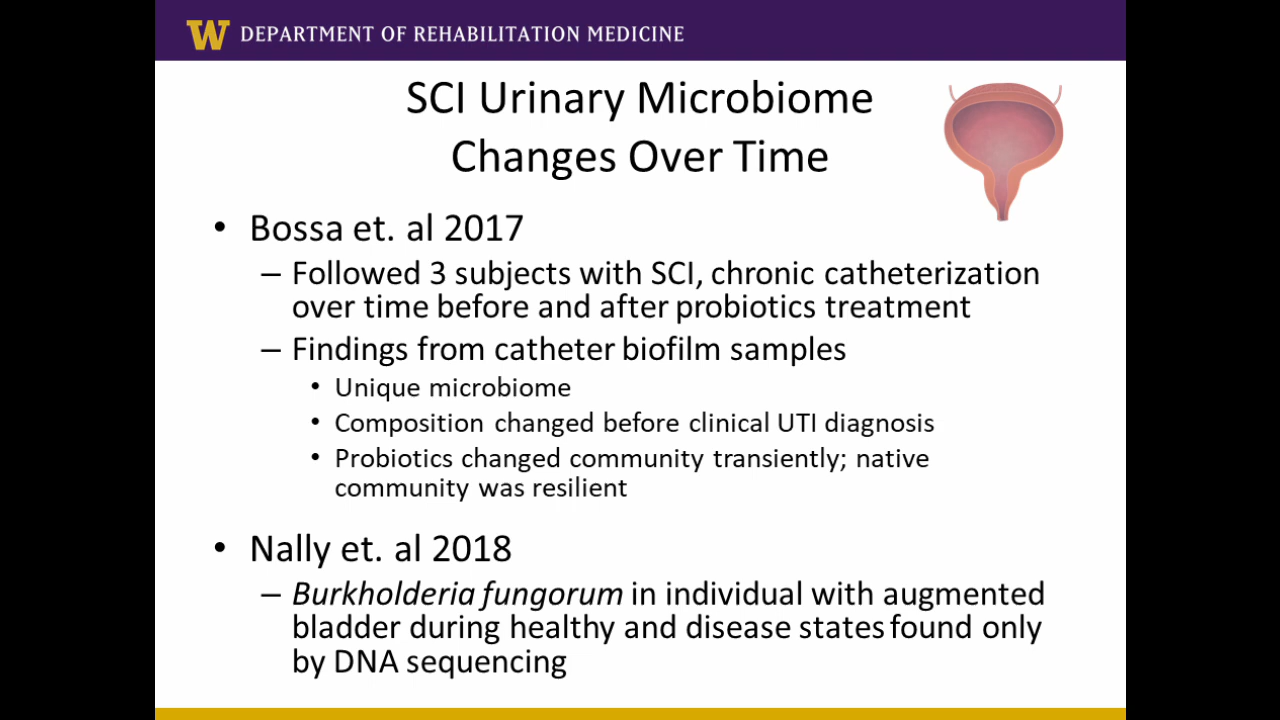 W DEPARTMENT OF REHABILITATION MEDICINE
SCI Urinary Microbiome
Changes Over Time
• Bossa et. al 2017
– Followed 3 subjects with SCI, chronic catheterization
over time before and after probiotics treatment
– Findings from catheter biofilm samples
• Unique microbiome
• Composition changed before clinical UTI diagnosis
• Probiotics changed community transiently; native
community was resilient
• Nally et. al 2018
– Burkholderia fungorum in individual with augmented
bladder during healthy and disease states found only
by DNA sequencing